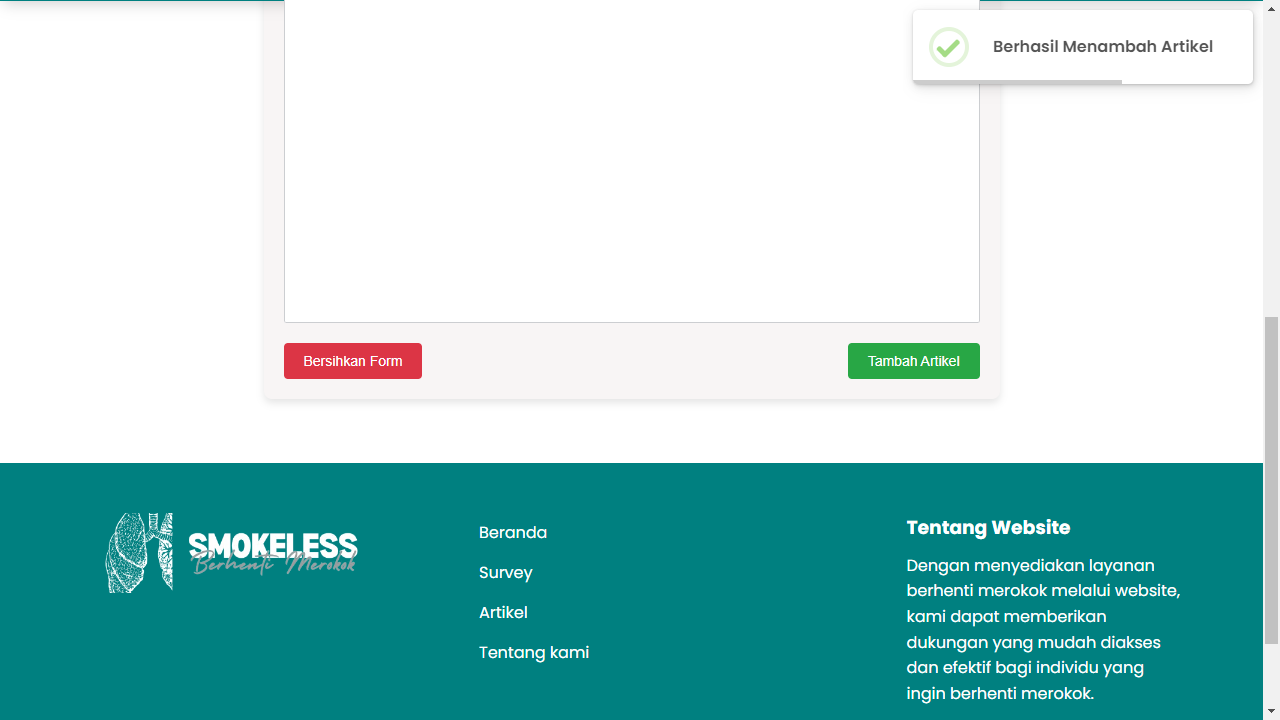 Berhasil Menambah Artikel
Bersihkan Form
Tambah Artikel
SMOKELESS
Berhenti Merokok
Beranda
Survey
Artikel
Tentang kami
Tentang Website
Dengan menyediakan layanan
berhenti merokok melalui website,
kami dapat memberikan
dukungan yang mudah diakses
dan efektif bagi individu yang
ingin berhenti merokok.